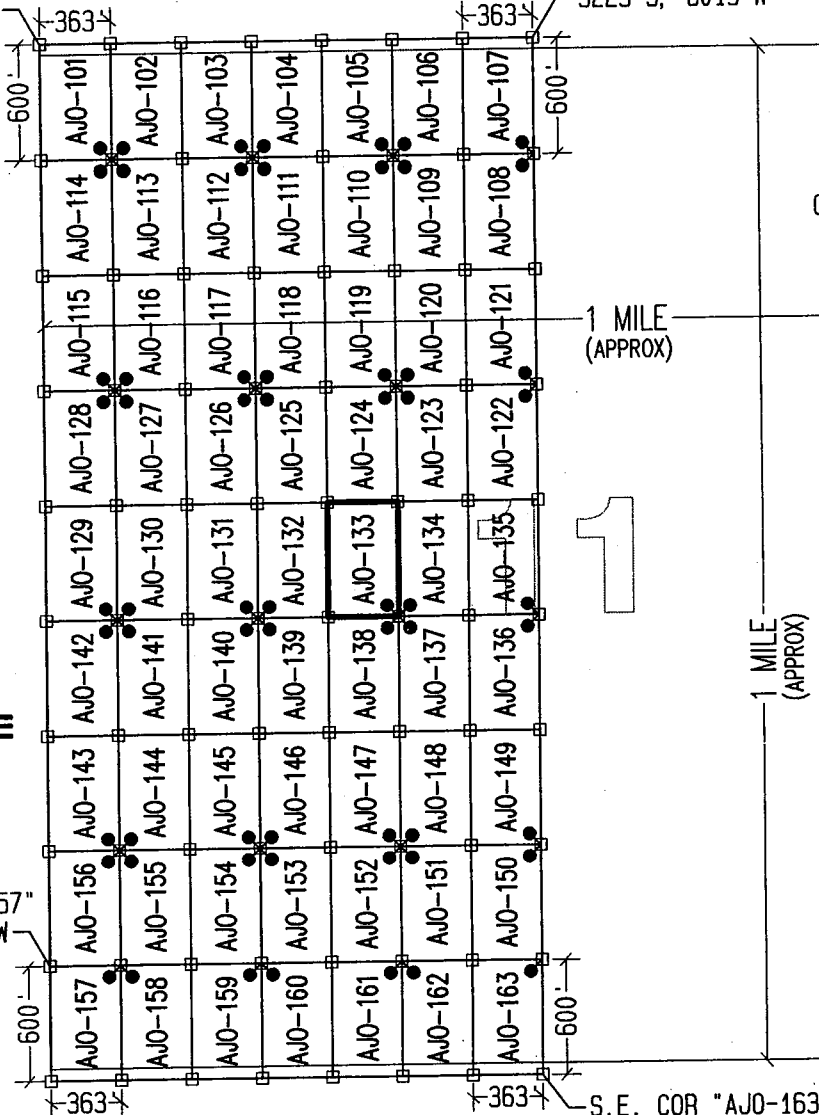 363'
363'
600'
600'
AJO-101 AJO-102 AJO-103 AJO-104 AJO-105 AJO-106 AJO-107
AJO-114 AJO-113 AJO-112 AJO-111 AJO-110 AJO-109 AJO-108
AJO-115 AJO-116 AJO-117 AJO-118 AJO-119 AJO-120 AJO-121
1 MILE
(APPROX)
AJO-128 AJO-127 AJO-126 AJO-125 AJO-124 AJO-123 AJO-122
AJO-129 AJO-130 AJO-131 AJO-132 AJO-133 AJO-134 AJO-135
1
1
AJO-142 AJO-141 AJO-140 AJO-139 AJO-138 AJO-137 AJO-136
1 MILE
(APPROX)
AJO-143 AJO-144 AJO-145 AJO-146 AJO-147 AJO-148 AJO-149
AJO-156 AJO-155 AJO-154 AJO-153 AJO-152 AJO-151 AJO-150
57"
W
AJO-157 AJO-158 AJO-159 AJO-160 AJO-161 AJO-162 AJO-163
600'
600'
363'
363'
S.E. COR "AJO-163